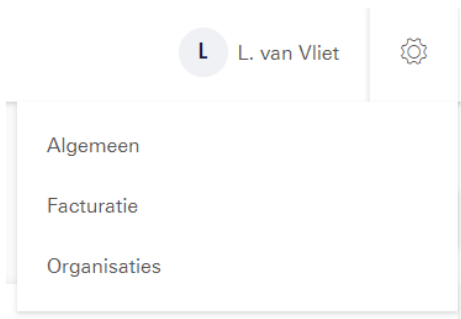 L L. van Vliet
Algemeen
Facturatie
Organisaties